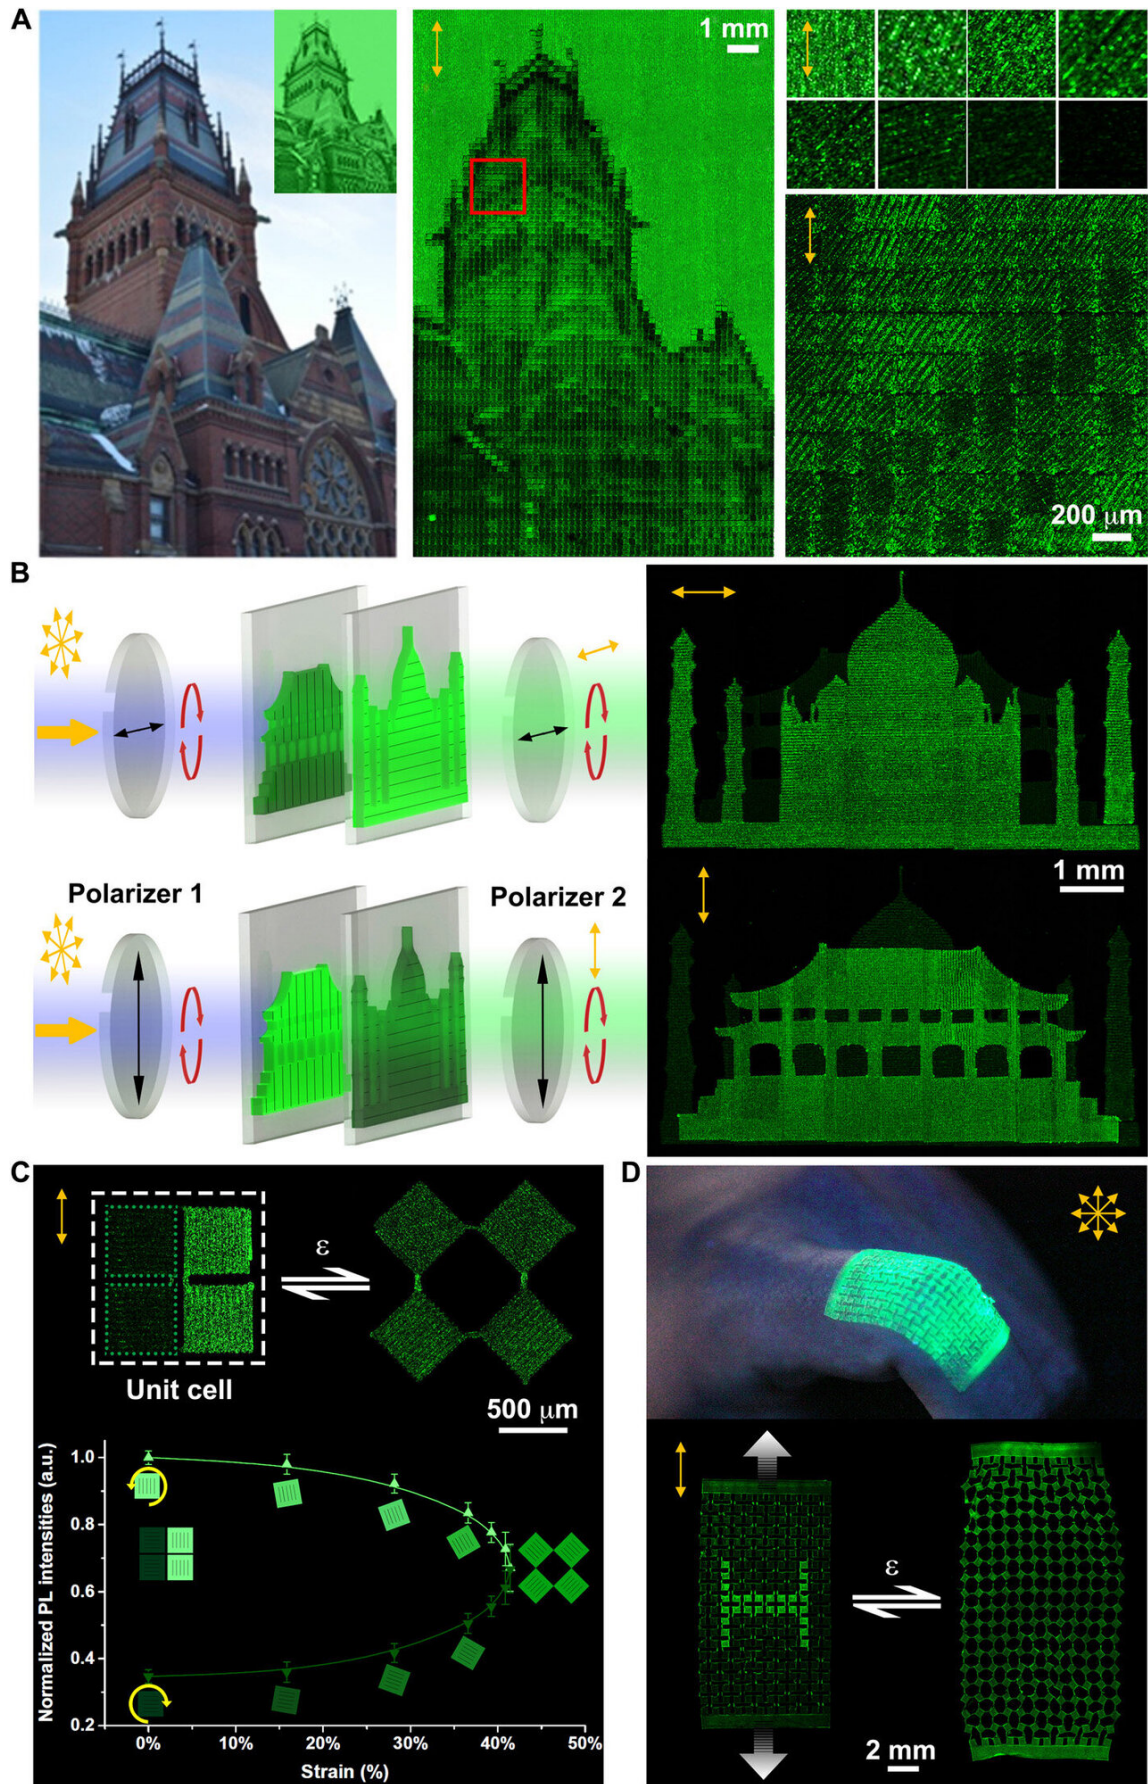 A
1 mm
200 μm
B
Polarizer 1
Polarizer 2
1 mm
C
ε
Unit cell
500 μm
Normalized PL intensities (a.u.)
1.0
0.8
0.6
0.4
0.2
0%
10%
20%
30%
40%
50%
Strain (%)
D
H
ε
2 mm